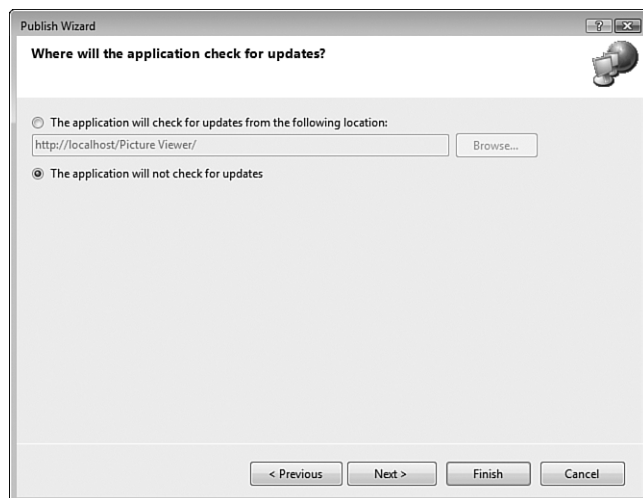 Publish Wizard
Where will the application check for updates?
The application will check for updates from the following location:
http://localhost/Picture Viewer/
Browse...
The application will not check for updates
< Previous
Next >
Finish
Cancel